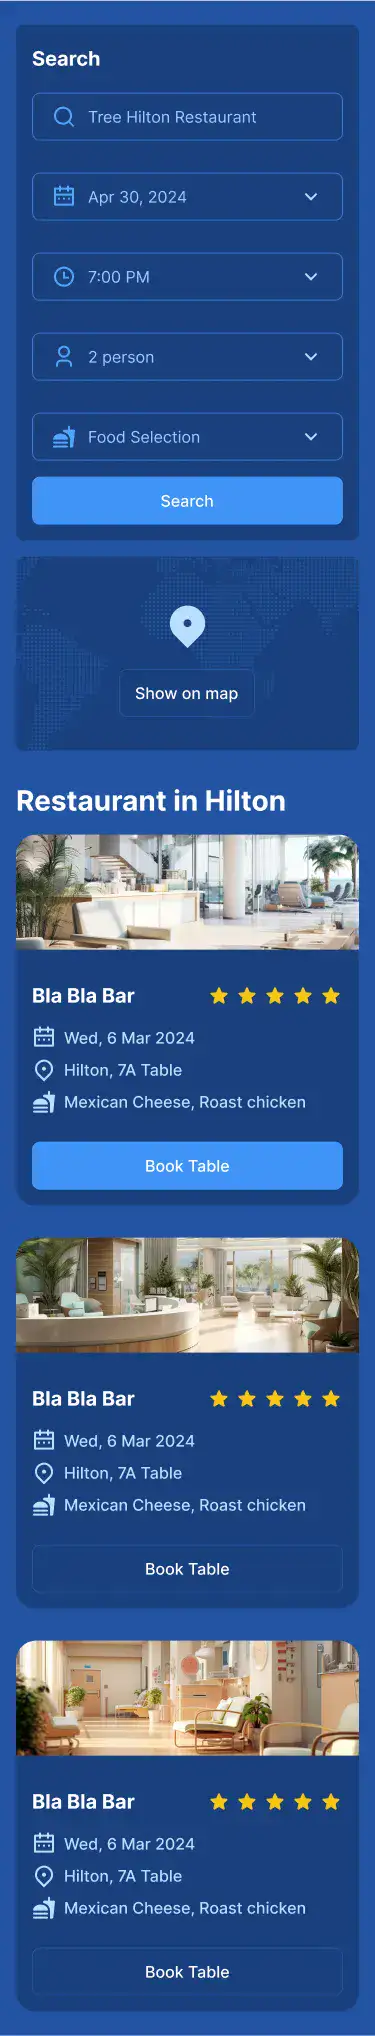 Search
Tree Hilton Restaurant
Apr 30, 2024
7:00 PM
2 person
Food Selection
Search
Show on map
Restaurant in Hilton
Bla Bla Bar
Wed, 6 Mar 2024
Hilton, 7A Table
Mexican Cheese, Roast chicken
Book Table
Bla Bla Bar
Wed, 6 Mar 2024
Hilton, 7A Table
Mexican Cheese, Roast chicken
Book Table
Bla Bla Bar
Wed, 6 Mar 2024
Hilton, 7A Table
Mexican Cheese, Roast chicken
Book Table